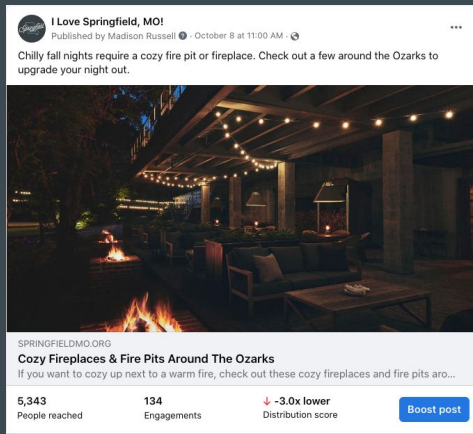 I Love Springfield, MO!
Published by Madison Russell · October 8 at 11:00 AM ·
Chilly fall nights require a cozy fire pit or fireplace. Check out a few around the Ozarks to
upgrade your night out.
SPRINGFIELDMO.ORG
Cozy Fireplaces & Fire Pits Around The Ozarks
If you want to cozy up next to a warm fire, check out these cozy fireplaces and fire pits aro...
5,343 134 -3.0x lower
People reached Engagements Distribution score
Boost post